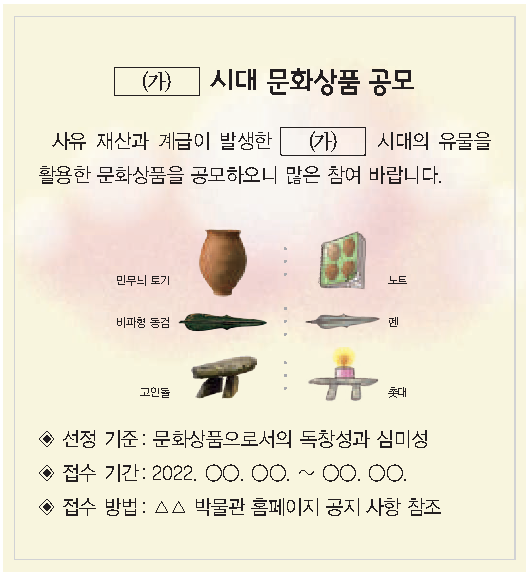 (가) 시대 문화상품 공모
사유 재산과 계급이 발생한 (가) 시대의 유물을
활용한 문화상품을 공모하오니 많은 참여 바랍니다.
민무늬 토기
노트
비파형 동검
펜
고인돌
촛대
◈ 선정 기준: 문화상품으로서의 독창성과 심미성
◈ 접수 기간: 2022. ○○. ○○. ~ ○○. ○○.
◈ 접수 방법: △△ 박물관 홈페이지 공지 사항 참조